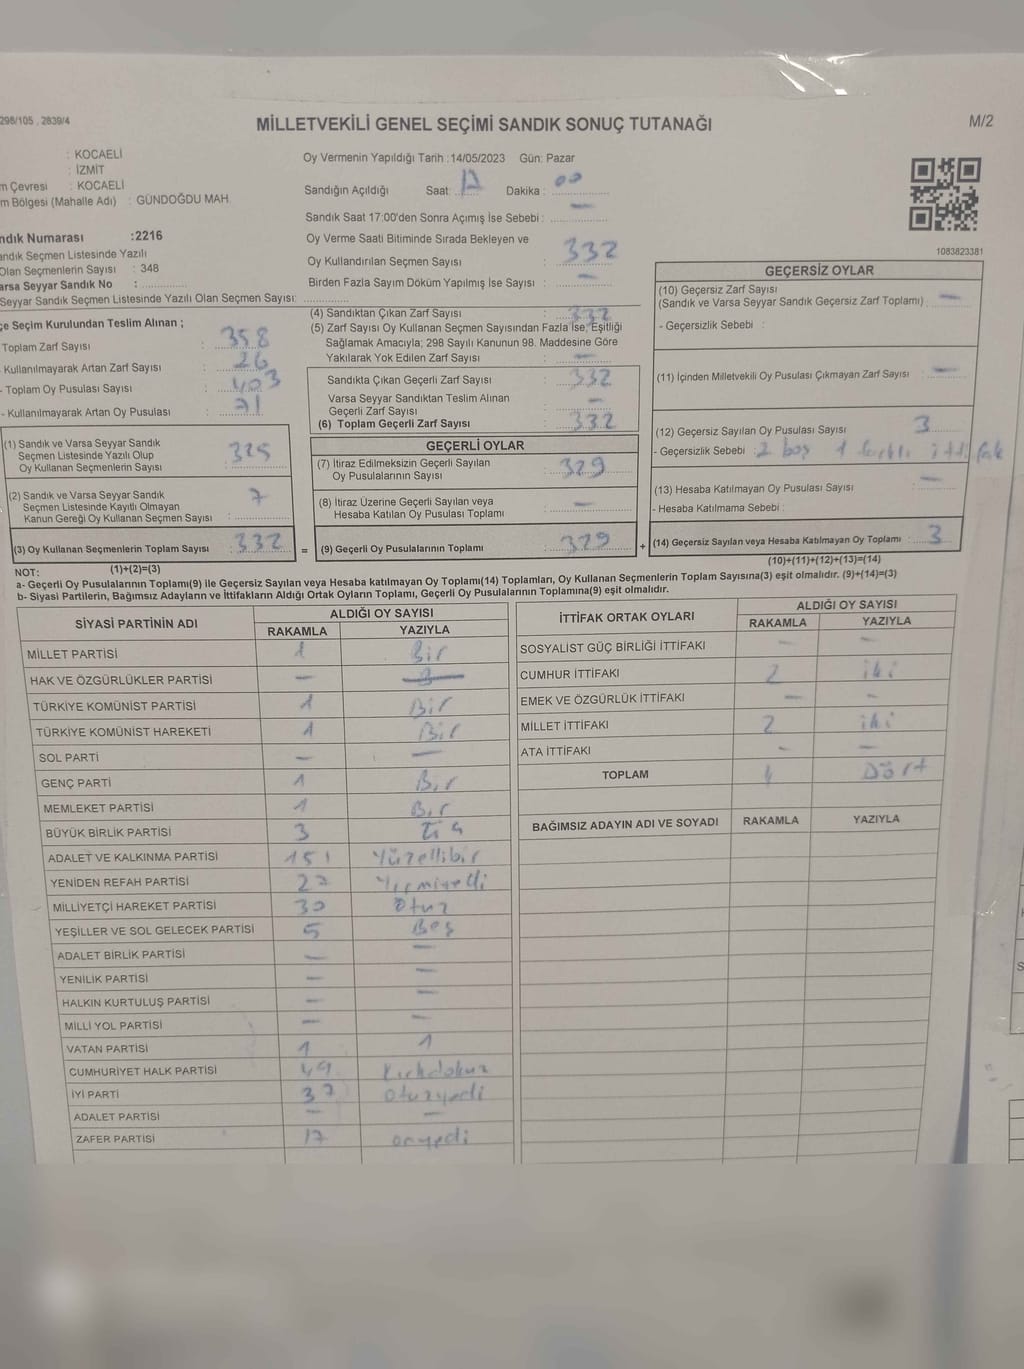 298/105 , 2839/4
MİLLETVEKİLİ GENEL SEÇİMİ SANDIK SONUÇ TUTANAĞI
M/2
: KOCAELİ
: İZMİT
m Çevresi : KOCAELİ
m Bölgesi (Mahalle Adı) : GÜNDOĞDU MAH.
ndık Numarası :2216
andık Seçmen Listesinde Yazılı
Olan Seçmenlerin Sayısı : 348
arsa Seyyar Sandık No :
Seyyar Sandık Seçmen Listesinde Yazılı Olan Seçmen Sayısı:
çe Seçim Kurulundan Teslim Alınan ;
Toplam Zarf Sayısı : 358
- Kullanılmayarak Artan Zarf Sayısı : 26
- Toplam Oy Pusulası Sayısı : 403
- Kullanılmayarak Artan Oy Pusulası : 71
(1) Sandık ve Varsa Seyyar Sandık
Seçmen Listesinde Yazılı Olup
Oy Kullanan Seçmenlerin Sayısı : 325
(2) Sandık ve Varsa Seyyar Sandık
Seçmen Listesinde Kayıtlı Olmayan
Kanun Gereği Oy Kullanan Seçmen Sayısı : 7
(3) Oy Kullanan Seçmenlerin Toplam Sayısı : 332 =
Oy Vermenin Yapıldığı Tarih :14/05/2023 Gün: Pazar
Sandığın Açıldığı Saat: 17 Dakika : 00
Sandık Saat 17:00'den Sonra Açımış İse Sebebi : —
Oy Verme Saati Bitiminde Sırada Bekleyen ve
Oy Kullandırılan Seçmen Sayısı : 332
Birden Fazla Sayım Döküm Yapılmış İse Sayısı : —
(4) Sandıktan Çıkan Zarf Sayısı : 332
(5) Zarf Sayısı Oy Kullanan Seçmen Sayısından Fazla İse, Eşitliği
Sağlamak Amacıyla; 298 Sayılı Kanunun 98. Maddesine Göre
Yakılarak Yok Edilen Zarf Sayısı : —
Sandıkta Çıkan Geçerli Zarf Sayısı : 332
Varsa Seyyar Sandıktan Teslim Alınan
Geçerli Zarf Sayısı : —
(6) Toplam Geçerli Zarf Sayısı : 332
GEÇERLİ OYLAR
(7) İtiraz Edilmeksizin Geçerli Sayılan
Oy Pusulalarının Sayısı : 329
(8) İtiraz Üzerine Geçerli Sayılan veya
Hesaba Katılan Oy Pusulası Toplamı : —
(9) Geçerli Oy Pusulalarının Toplamı : 329 +
1083823381
GEÇERSİZ OYLAR
(10) Geçersiz Zarf Sayısı
(Sandık ve Varsa Seyyar Sandık Geçersiz Zarf Toplamı) : —
- Geçersizlik Sebebi :
(11) İçinden Milletvekili Oy Pusulası Çıkmayan Zarf Sayısı : —
(12) Geçersiz Sayılan Oy Pusulası Sayısı : 3
- Geçersizlik Sebebi : 2 boş 1 farklı ittifak
(13) Hesaba Katılmayan Oy Pusulası Sayısı : —
- Hesaba Katılmama Sebebi :
(14) Geçersiz Sayılan veya Hesaba Katılmayan Oy Toplamı : 3
NOT: (1)+(2)=(3)
(10)+(11)+(12)+(13)=(14)
a- Geçerli Oy Pusulalarının Toplamı(9) ile Geçersiz Sayılan veya Hesaba katılmayan Oy Toplamı(14) Toplamları, Oy Kullanan Seçmenlerin Toplam Sayısına(3) eşit olmalıdır. (9)+(14)=(3)
b- Siyasi Partilerin, Bağımsız Adayların ve İttifakların Aldığı Ortak Oyların Toplamı, Geçerli Oy Pusulalarının Toplamına(9) eşit olmalıdır.
SİYASİ PARTİNİN ADI
ALDIĞI OY SAYISI
RAKAMLA YAZIYLA
MİLLET PARTİSİ 1 Bir
HAK VE ÖZGÜRLÜKLER PARTİSİ —
TÜRKİYE KOMÜNİST PARTİSİ 1 Bir
TÜRKİYE KOMÜNİST HAREKETİ 1 Bir
SOL PARTİ — —
GENÇ PARTİ 1 Bir
MEMLEKET PARTİSİ 1 Bir
BÜYÜK BİRLİK PARTİSİ 3 Üç
ADALET VE KALKINMA PARTİSİ 151 Yüzellibir
YENİDEN REFAH PARTİSİ 27 Yirmiyedi
MİLLİYETÇİ HAREKET PARTİSİ 30 Otuz
YEŞİLLER VE SOL GELECEK PARTİSİ 5 Beş
ADALET BİRLİK PARTİSİ — —
YENİLİK PARTİSİ — —
HALKIN KURTULUŞ PARTİSİ — —
MİLLİ YOL PARTİSİ — —
VATAN PARTİSİ 1 1
CUMHURİYET HALK PARTİSİ 49 Kırkdokuz
İYİ PARTİ 37 Otuzyedi
ADALET PARTİSİ — —
ZAFER PARTİSİ 17 onyedi
İTTİFAK ORTAK OYLARI
ALDIĞI OY SAYISI
RAKAMLA YAZIYLA
SOSYALİST GÜÇ BİRLİĞİ İTTİFAKI — —
CUMHUR İTTİFAKI 2 iki
EMEK VE ÖZGÜRLÜK İTTİFAKI — —
MİLLET İTTİFAKI 2 iki
ATA İTTİFAKI — —
TOPLAM 4 Dört
BAĞIMSIZ ADAYIN ADI VE SOYADI RAKAMLA YAZIYLA